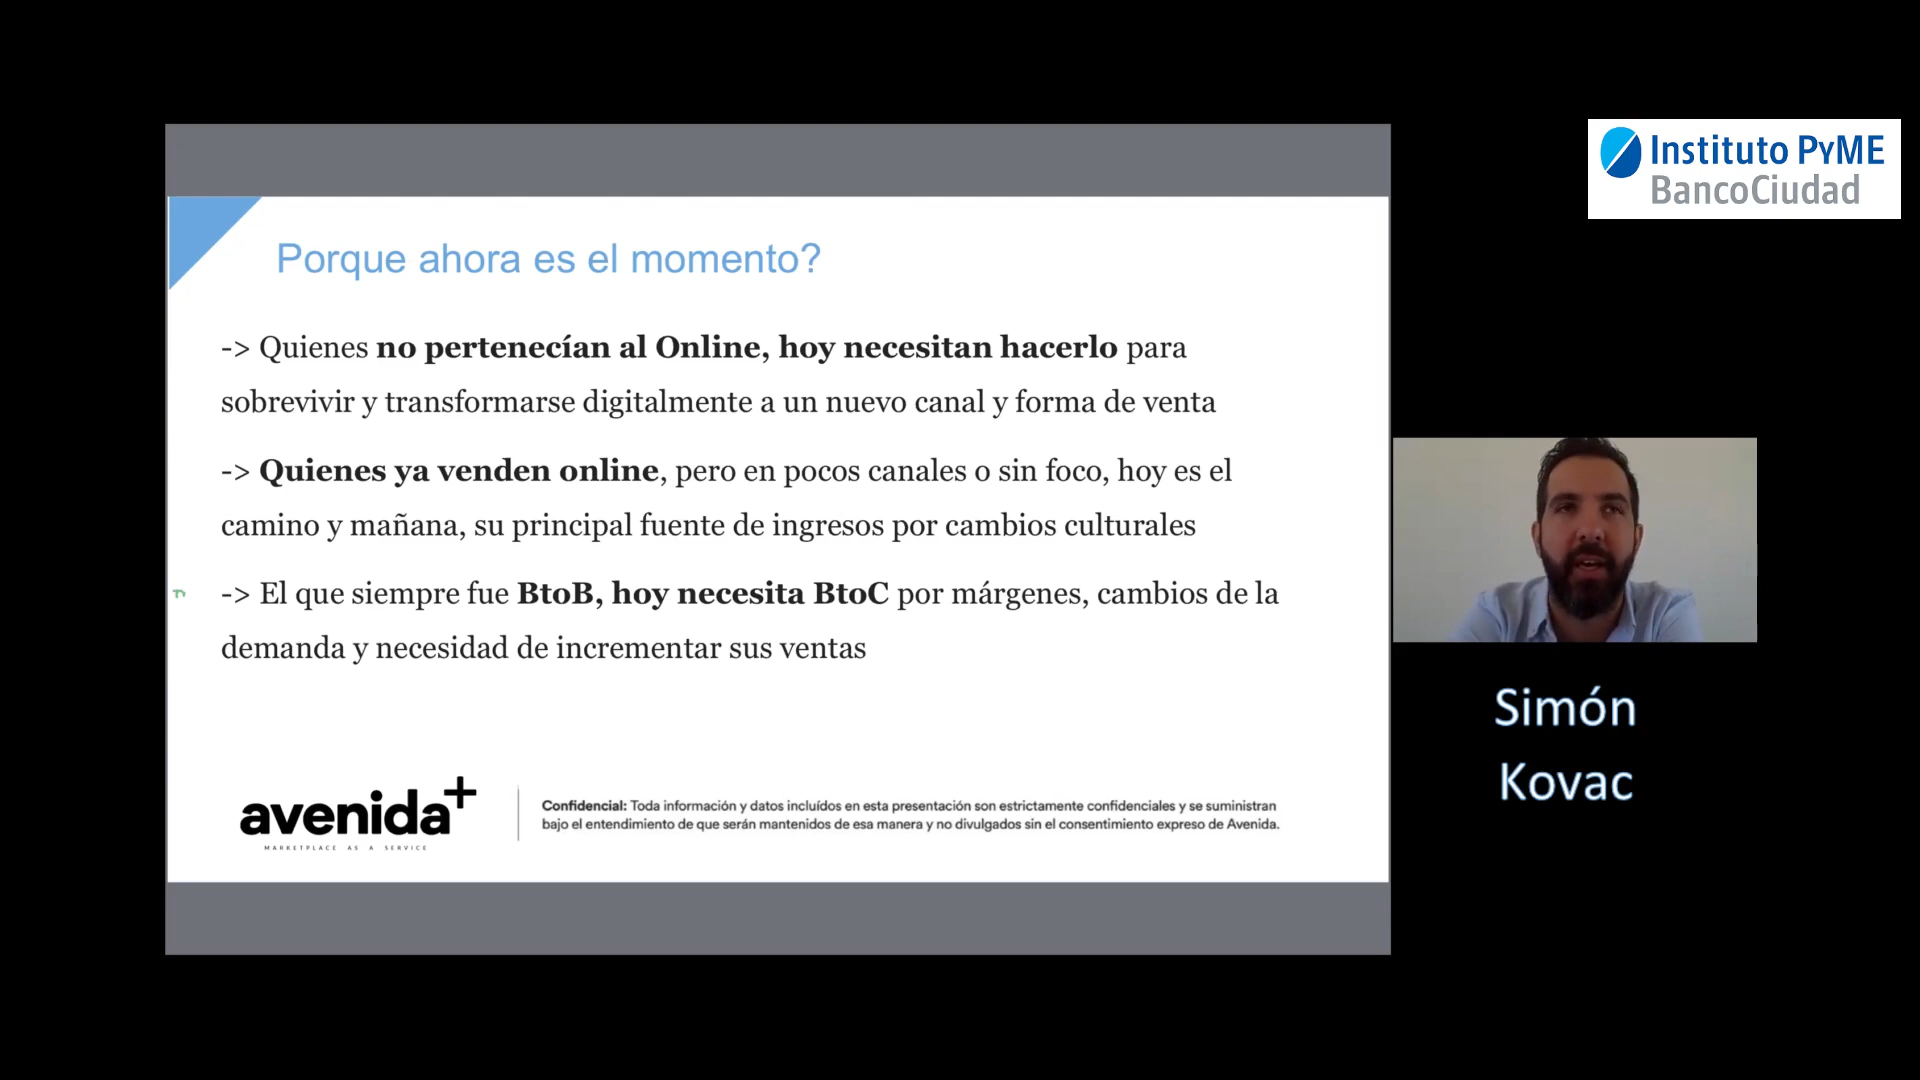 Instituto PyME
BancoCiudad
Porque ahora es el momento?
-> Quienes no pertenecían al Online, hoy necesitan hacerlo para
sobrevivir y transformarse digitalmente a un nuevo canal y forma de venta
-> Quienes ya venden online, pero en pocos canales o sin foco, hoy es el
camino y mañana, su principal fuente de ingresos por cambios culturales
-> El que siempre fue BtoB, hoy necesita BtoC por márgenes, cambios de la
demanda y necesidad de incrementar sus ventas
avenida+
MARKETPLACE AS A SERVICE
Confidencial: Toda información y datos incluídos en esta presentación son estrictamente confidenciales y se suministran
bajo el entendimiento de que serán mantenidos de esa manera y no divulgados sin el consentimiento expreso de Avenida.
Simón
Kovac